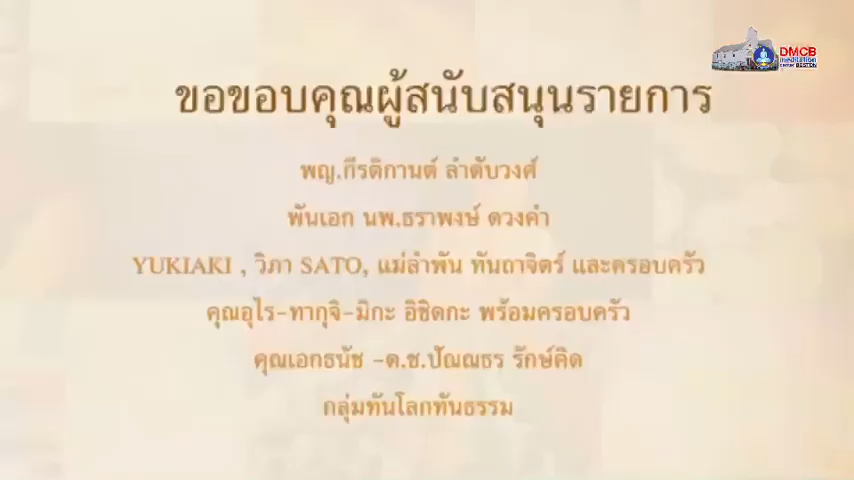 DMCB
meditation
center BOSTON
ขอขอบคุณผู้สนับสนุนรายการ
พญ.กีรติกานต์ ลำดับวงศ์
พันเอก นพ.ธราพงษ์ ดวงคำ
YUKIAKI , วิภา SATO, แม่ลำพัน ทันถาจิตร์ และครอบครัว
คุณอุไร-ทากุจิ-มิกะ อิชิดกะ พร้อมครอบครัว
คุณเอกธนัช -ด.ช.ปัณณธร รักษ์คิด
กลุ่มทันโลกทันธรรม